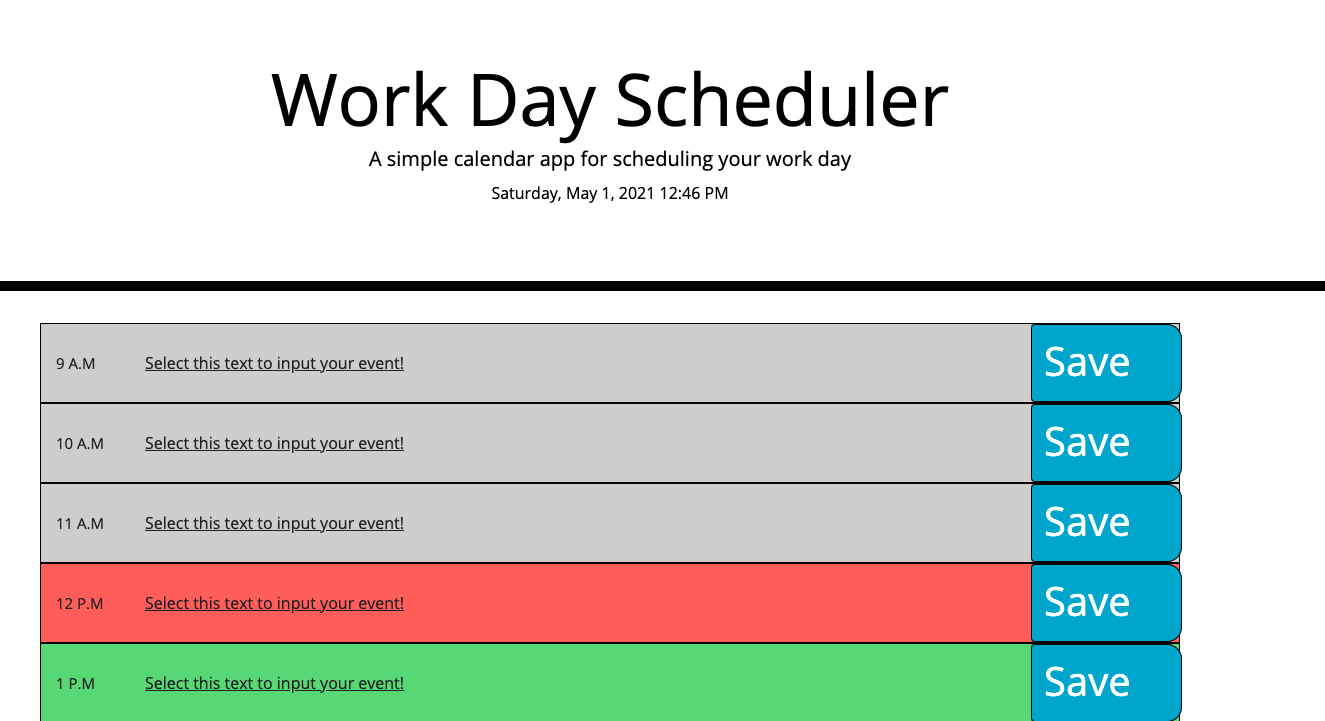 Work Day Scheduler
A simple calendar app for scheduling your work day
Saturday, May 1, 2021 12:46 PM
9 A.M Select this text to input your event! Save
10 A.M Select this text to input your event! Save
11 A.M Select this text to input your event! Save
12 P.M Select this text to input your event! Save
1 P.M Select this text to input your event! Save